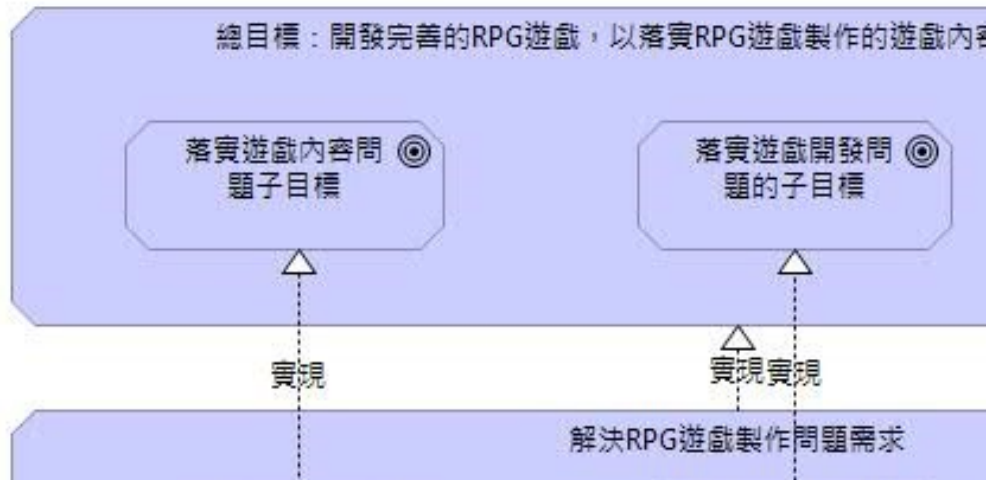 總目標：開發完善的RPG遊戲，以落實RPG遊戲製作的遊戲內
落實遊戲內容問
題子目標
落實遊戲開發問
題的子目標
實現
實現
實現
解決RPG遊戲製作問題需求